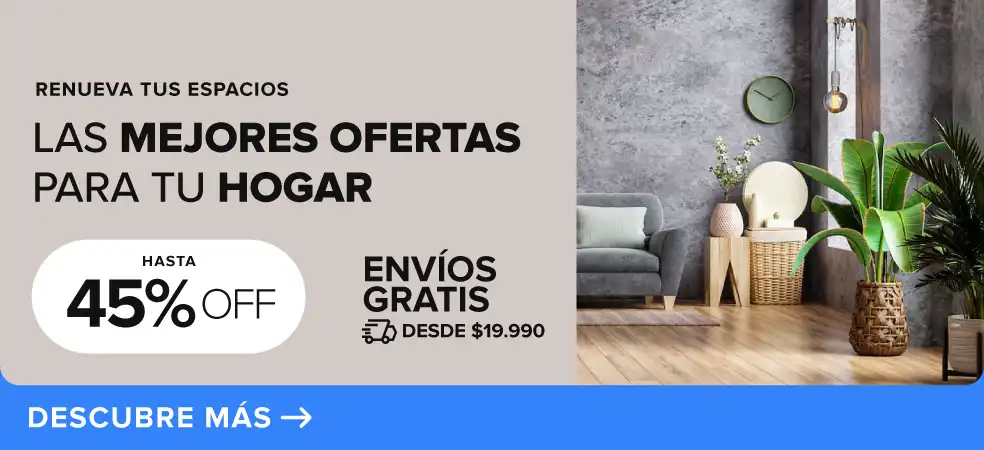 RENUEVA TUS ESPACIOS
LAS MEJORES OFERTAS
PARA TU HOGAR
HASTA
45% OFF
ENVÍOS
GRATIS
DESDE $19.990
DESCUBRE MÁS